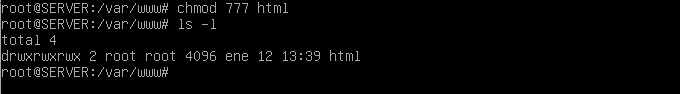 root@SERVER:/var/www# chmod 777 html
root@SERVER:/var/www# ls -l
total 4
drwxrwxrwx 2 root root 4096 ene 12 13:39 html
root@SERVER:/var/www#